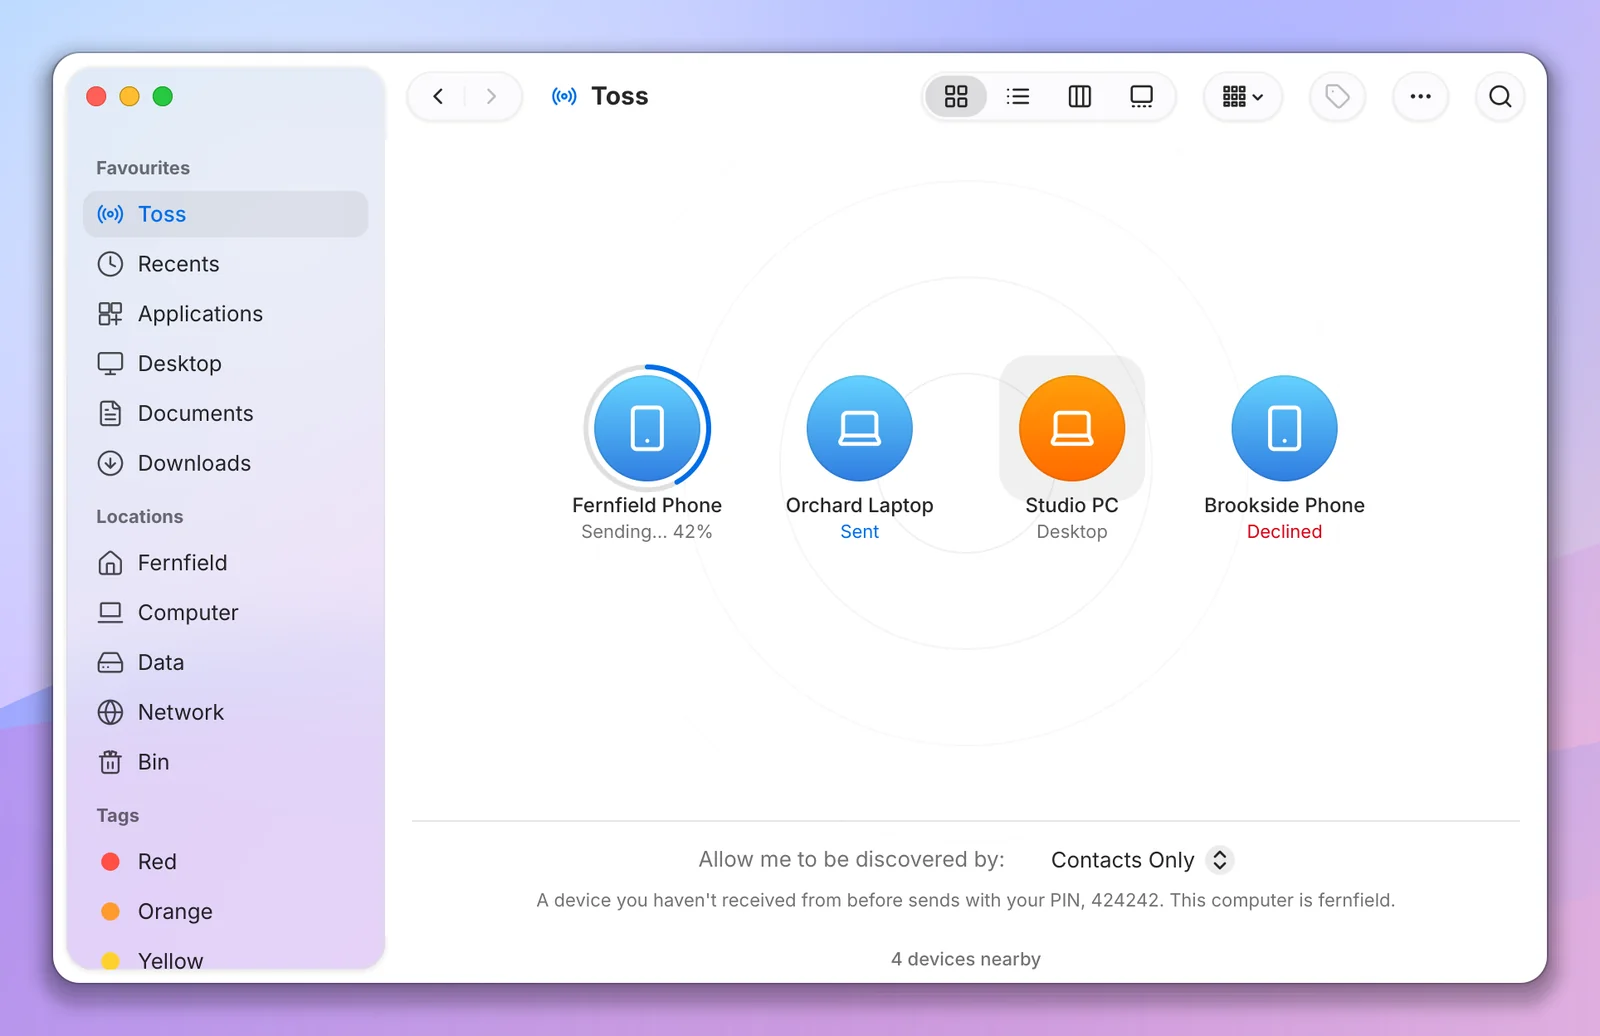 Toss
Favourites
Toss
Recents
Applications
Desktop
Documents
Downloads
Locations
Fernfield
Computer
Data
Network
Bin
Tags
Red
Orange
Yellow
Fernfield Phone
Sending... 42%
Orchard Laptop
Sent
Studio PC
Desktop
Brookside Phone
Declined
Allow me to be discovered by: Contacts Only
A device you haven't received from before sends with your PIN, 424242. This computer is fernfield.
4 devices nearby